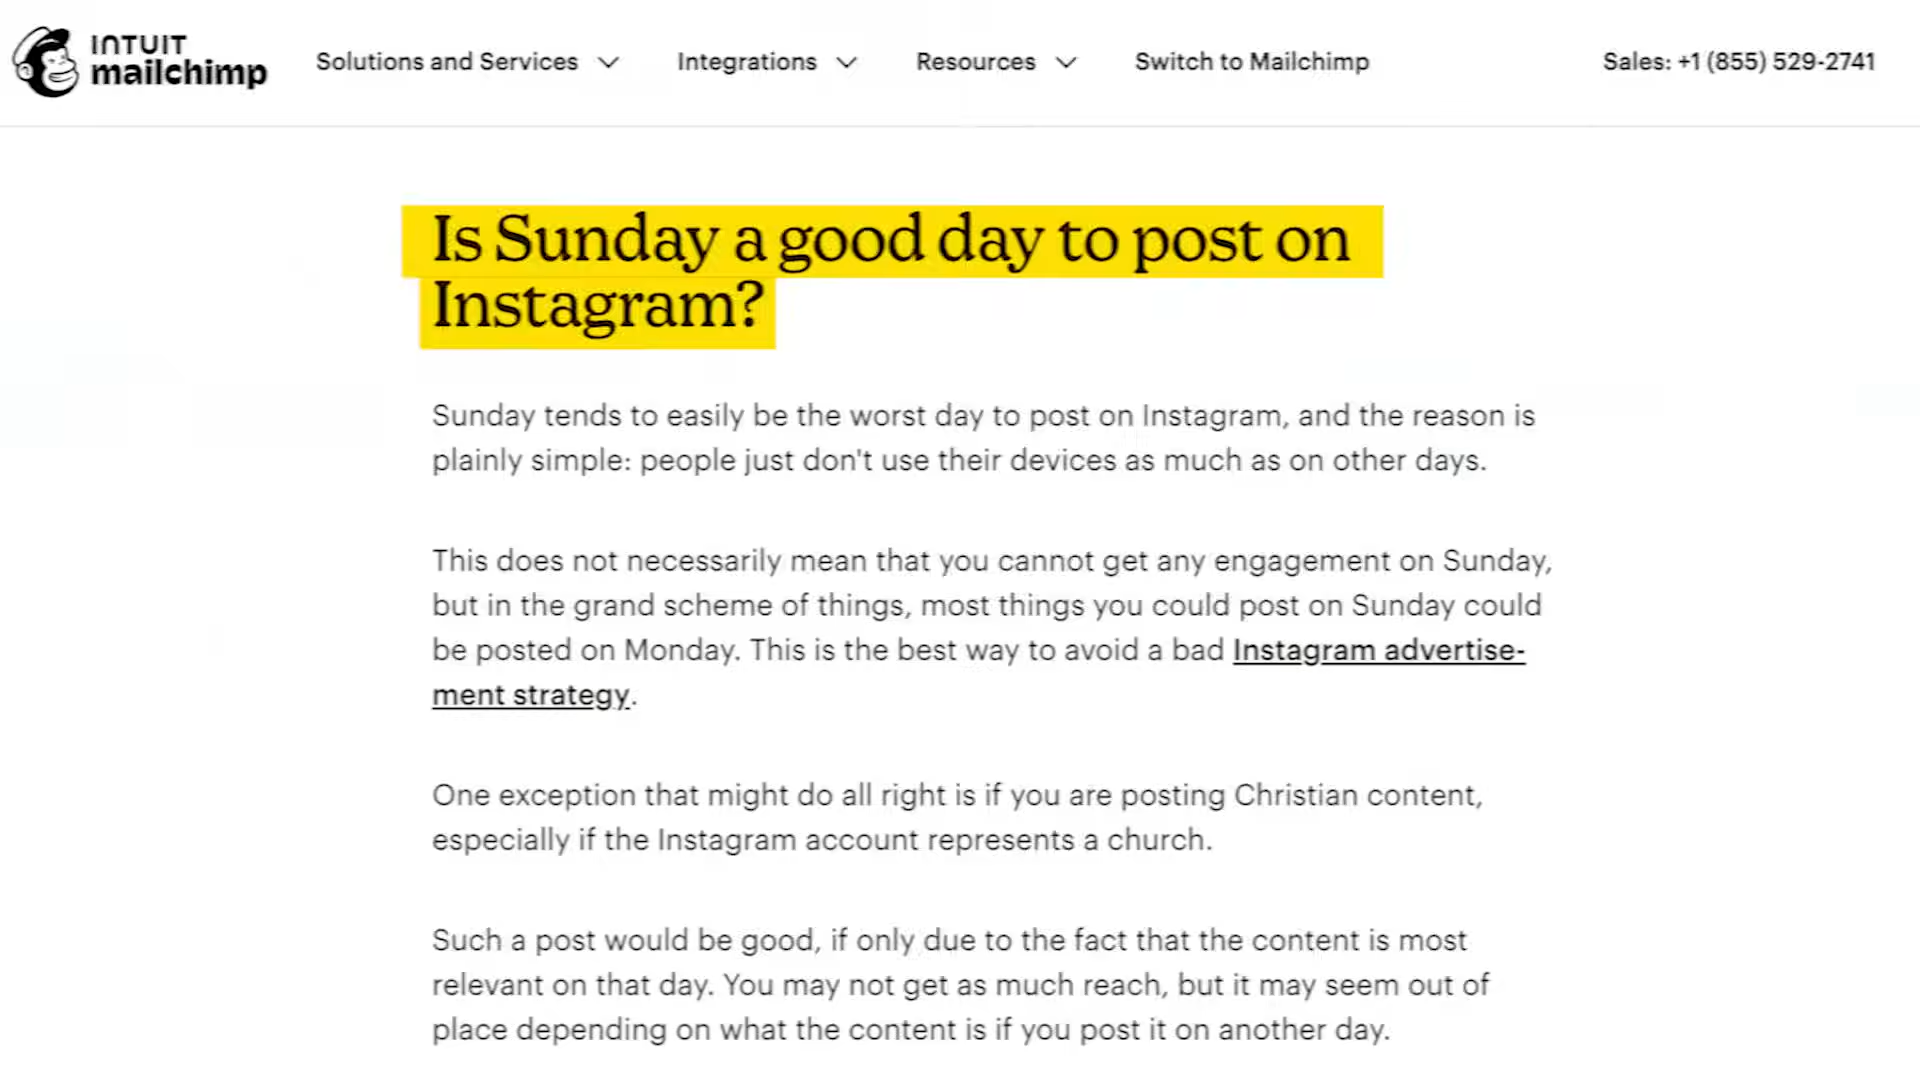 INTUIT
mailchimp
Solutions and Services
Integrations
Resources
Switch to Mailchimp
Sales: +1 (855) 529-2741
Is Sunday a good day to post on
Instagram?
Sunday tends to easily be the worst day to post on Instagram, and the reason is
plainly simple: people just don't use their devices as much as on other days.
This does not necessarily mean that you cannot get any engagement on Sunday,
but in the grand scheme of things, most things you could post on Sunday could
be posted on Monday. This is the best way to avoid a bad Instagram advertise-
ment strategy.
One exception that might do all right is if you are posting Christian content,
especially if the Instagram account represents a church.
Such a post would be good, if only due to the fact that the content is most
relevant on that day. You may not get as much reach, but it may seem out of
place depending on what the content is if you post it on another day.